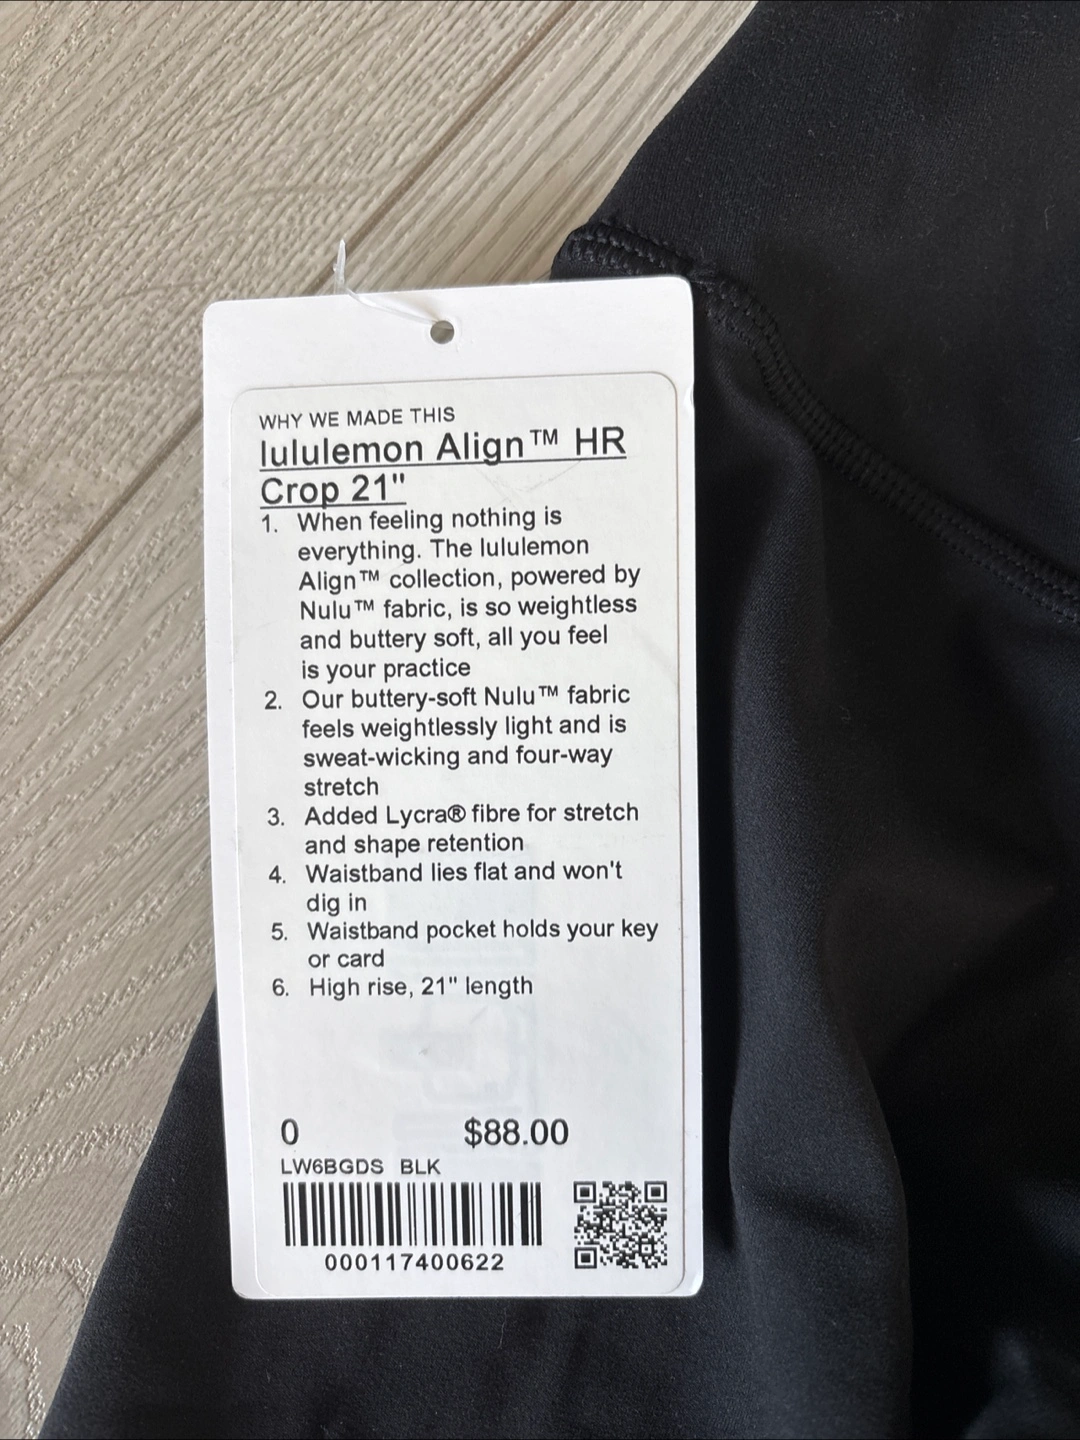 WHY WE MADE THIS
lululemon Align™ HR
Crop 21"
1. When feeling nothing is
everything. The lululemon
Align™ collection, powered by
Nulu™ fabric, is so weightless
and buttery soft, all you feel
is your practice
2. Our buttery-soft Nulu™ fabric
feels weightlessly light and is
sweat-wicking and four-way
stretch
3. Added Lycra® fibre for stretch
and shape retention
4. Waistband lies flat and won't
dig in
5. Waistband pocket holds your key
or card
6. High rise, 21" length
0 $88.00
LW6BGDS BLK
000117400622